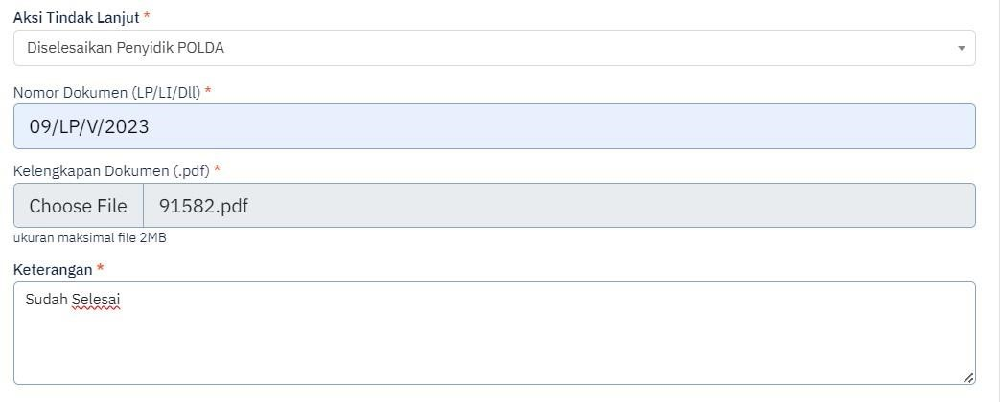 Aksi Tindak Lanjut *
Diselesaikan Penyidik POLDA
Nomor Dokumen (LP/LI/Dll) *
09/LP/V/2023
Kelengkapan Dokumen (.pdf) *
Choose File 91582.pdf
ukuran maksimal file 2MB
Keterangan *
Sudah Selesai